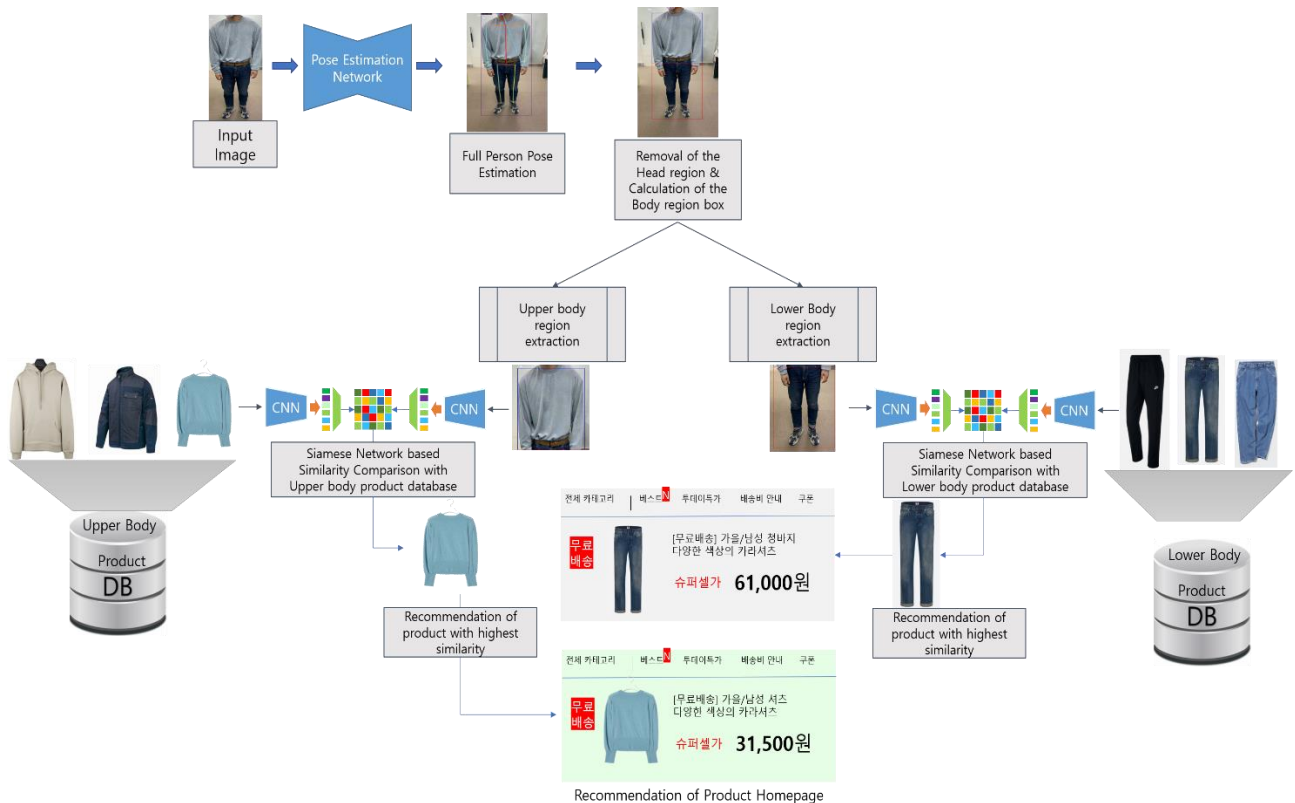 Pose Estimation
Network
Input
Image
Full Person Pose
Estimation
Removal of the
Head region &
Calculation of the
Body region box
Upper body
region
extraction
Lower Body
region
extraction
CNN
CNN
CNN
CNN
Siamese Network based
Similarity Comparison with
Upper body product database
Siamese Network based
Similarity Comparison with
Lower body product database
Upper Body
Product
DB
Lower Body
Product
DB
전체 카테고리 베스트 N 투데이특가 배송비 안내 쿠폰
무료
배송
[무료배송] 가을/남성 청바지
다양한 색상의 카라셔츠
슈퍼셀가 61,000원
Recommendation of
product with highest
similarity
Recommendation of
product with highest
similarity
전체 카테고리 베스트 N 투데이특가 배송비 안내 쿠폰
무료
배송
[무료배송] 가을/남성 셔츠
다양한 색상의 카라셔츠
슈퍼셀가 31,500원
Recommendation of Product Homepage